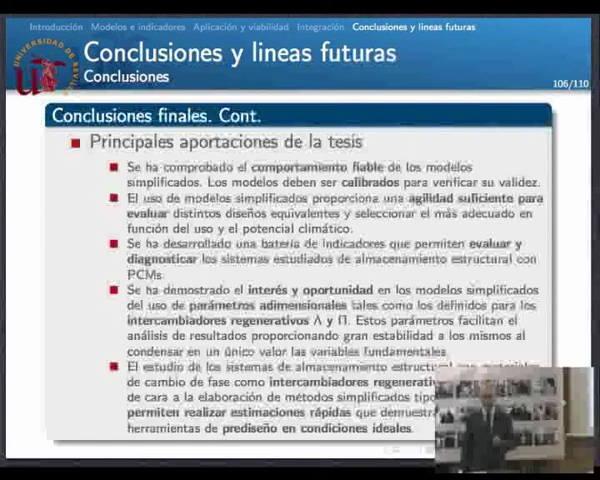 Introducción Modelos e indicadores Aplicación y viabilidad Integración Conclusiones y lineas futuras
UNIVERSIDAD DE SEVILLA
Conclusiones y lineas futuras
Conclusiones
106/110
Conclusiones finales. Cont.
Principales aportaciones de la tesis
Se ha comprobado el comportamiento fiable de los modelos
simplificados. Los modelos deben ser calibrados para verificar su validez.
El uso de modelos simplificados proporciona una agilidad suficiente para
evaluar distintos diseños equivalentes y seleccionar el más adecuado en
función del uso y el potencial climático.
Se ha desarrollado una batería de indicadores que permiten evaluar y
diagnosticar los sistemas estudiados de almacenamiento estructural con
PCMs.
Se ha demostrado el interés y oportunidad en los modelos simplificados
del uso de parámetros adimensionales tales como los definidos para los
intercambiadores regenerativos Λ y Π. Estos parámetros facilitan el
análisis de resultados proporcionando gran estabilidad a los mismos al
condensar en un único valor las variables fundamentales.
El estudio de los sistemas de almacenamiento estructural
de cambio de fase como intercambiadores
de cara a la elaboración de métodos simplificados
permiten realizar estimaciones rápidas que
herramientas de prediseño en condiciones ideales.